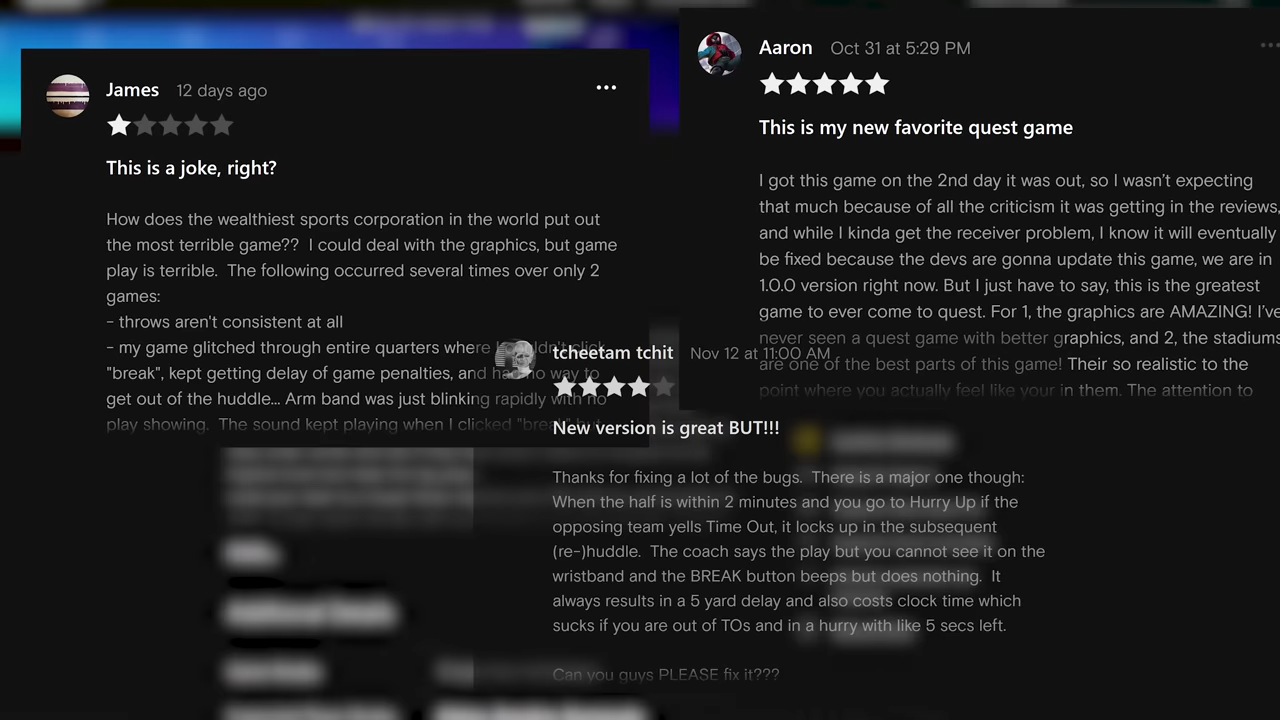 James 12 days ago
This is a joke, right?
How does the wealthiest sports corporation in the world put out
the most terrible game?? I could deal with the graphics, but game
play is terrible. The following occurred several times over only 2
games:
- throws aren't consistent at all
- my game glitched through entire quarters where I couldn't click
"break", kept getting delay of game penalties, and had no way to
get out of the huddle... Arm band was just blinking rapidly with no
play showing. The sound kept playing when I clicked "break" but
Aaron Oct 31 at 5:29 PM
This is my new favorite quest game
I got this game on the 2nd day it was out, so I wasn't expecting
that much because of all the criticism it was getting in the reviews,
and while I kinda get the receiver problem, I know it will eventually
be fixed because the devs are gonna update this game, we are in
1.0.0 version right now. But I just have to say, this is the greatest
game to ever come to quest. For 1, the graphics are AMAZING! I've
never seen a game with better graphics, and 2, the stadiums
are one of the best parts of this game! Their so realistic to the
point where you actually feel like your in them. The attention to
tcheetam tchit Nov 12 at 11:00 AM
New version is great BUT!!!
Thanks for fixing a lot of the bugs. There is a major one though:
When the half is within 2 minutes and you go to Hurry Up if the
opposing team yells Time Out, it locks up in the subsequent
(re-)huddle. The coach says the play but you cannot see it on the
wristband and the BREAK button beeps but does nothing. It
always results in a 5 yard delay and also costs clock time which
sucks if you are out of TOs and in a hurry with like 5 secs left.
Can you guys PLEASE fix it???